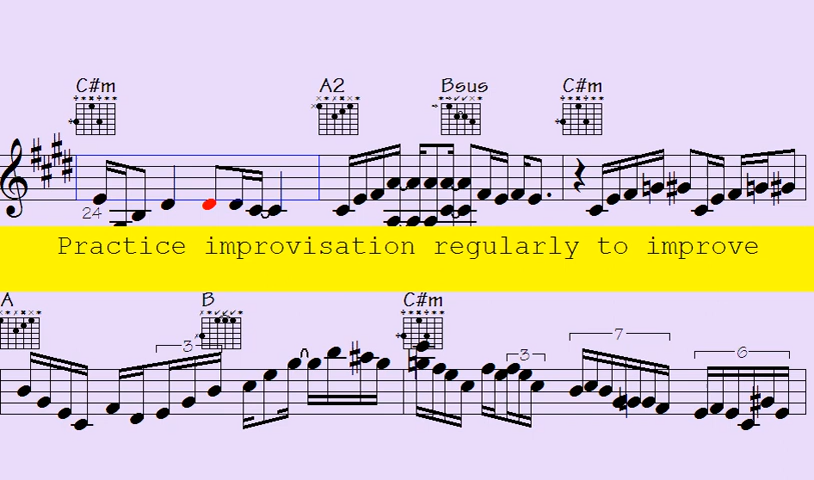 C#m A2 Bsus C#m
24
Practice improvisation regularly to improve
A B C#m
3 3 7 6